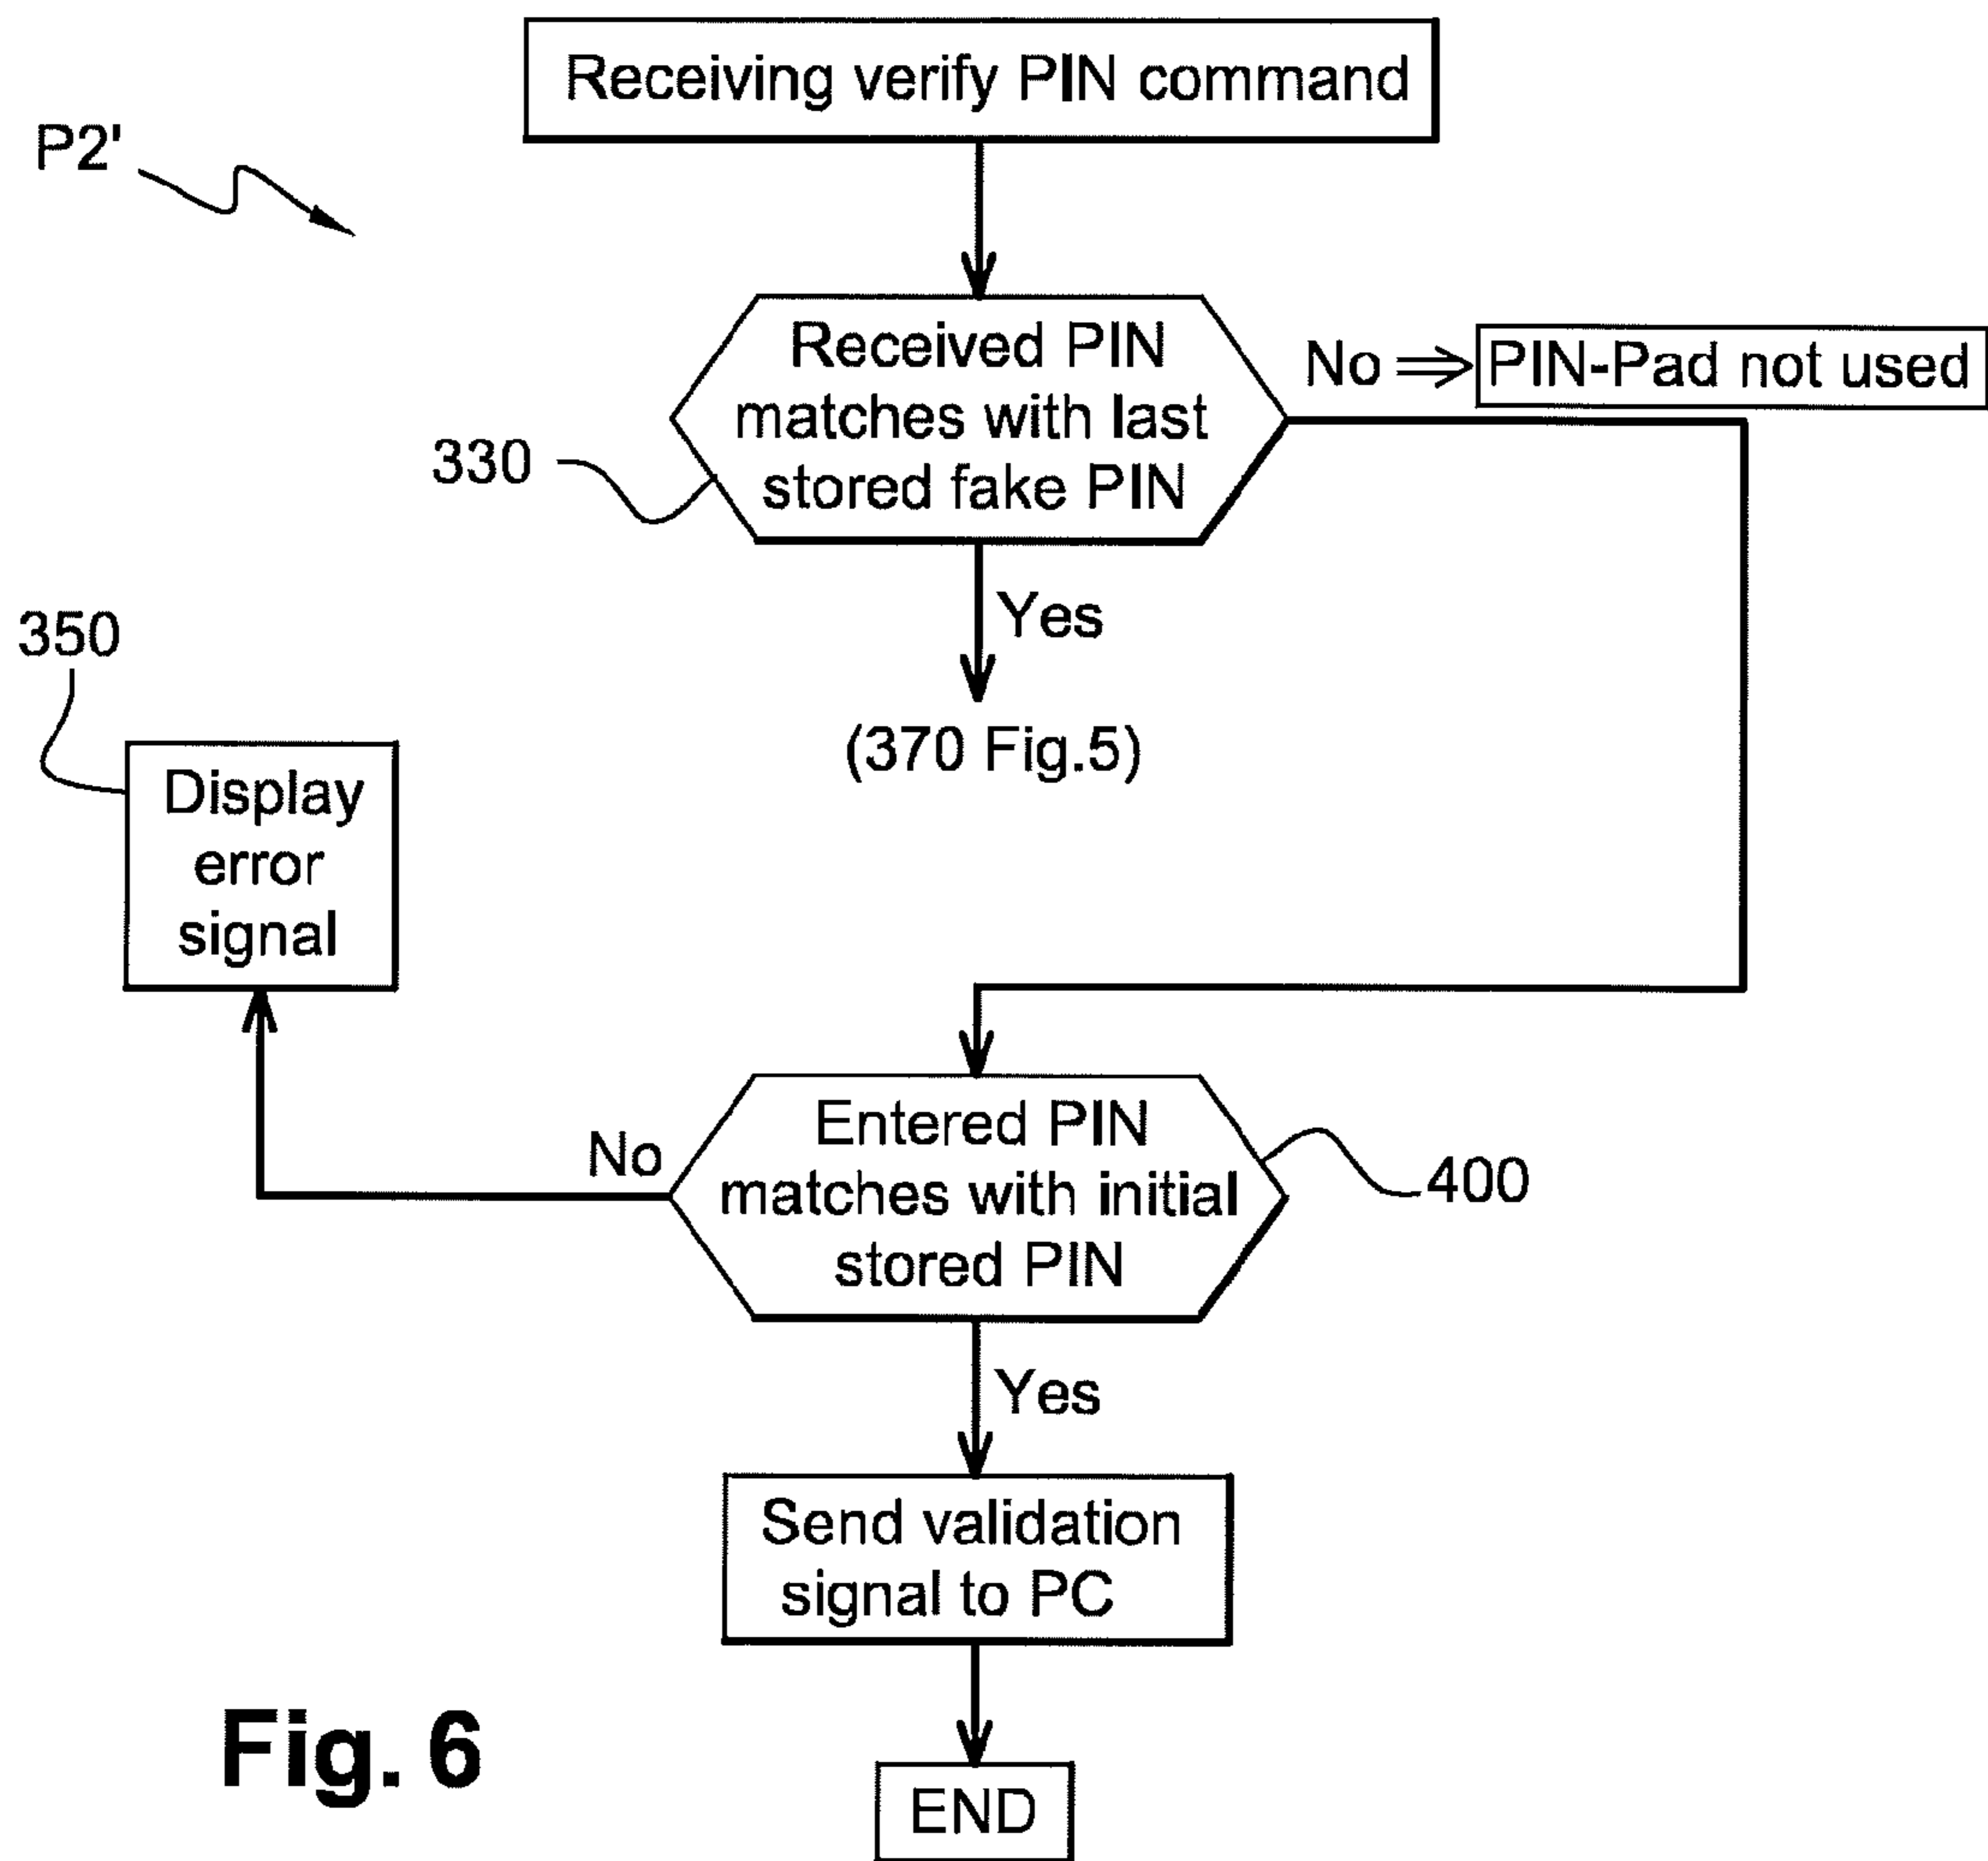 Receiving verify PIN command
P2'
Received PIN
matches with last
stored fake PIN
No ⇒ PIN-Pad not used
330
Yes
(370 Fig.5)
350
Display
error
signal
No
Entered PIN
matches with initial
stored PIN
400
Yes
Send validation
signal to PC
END
Fig. 6